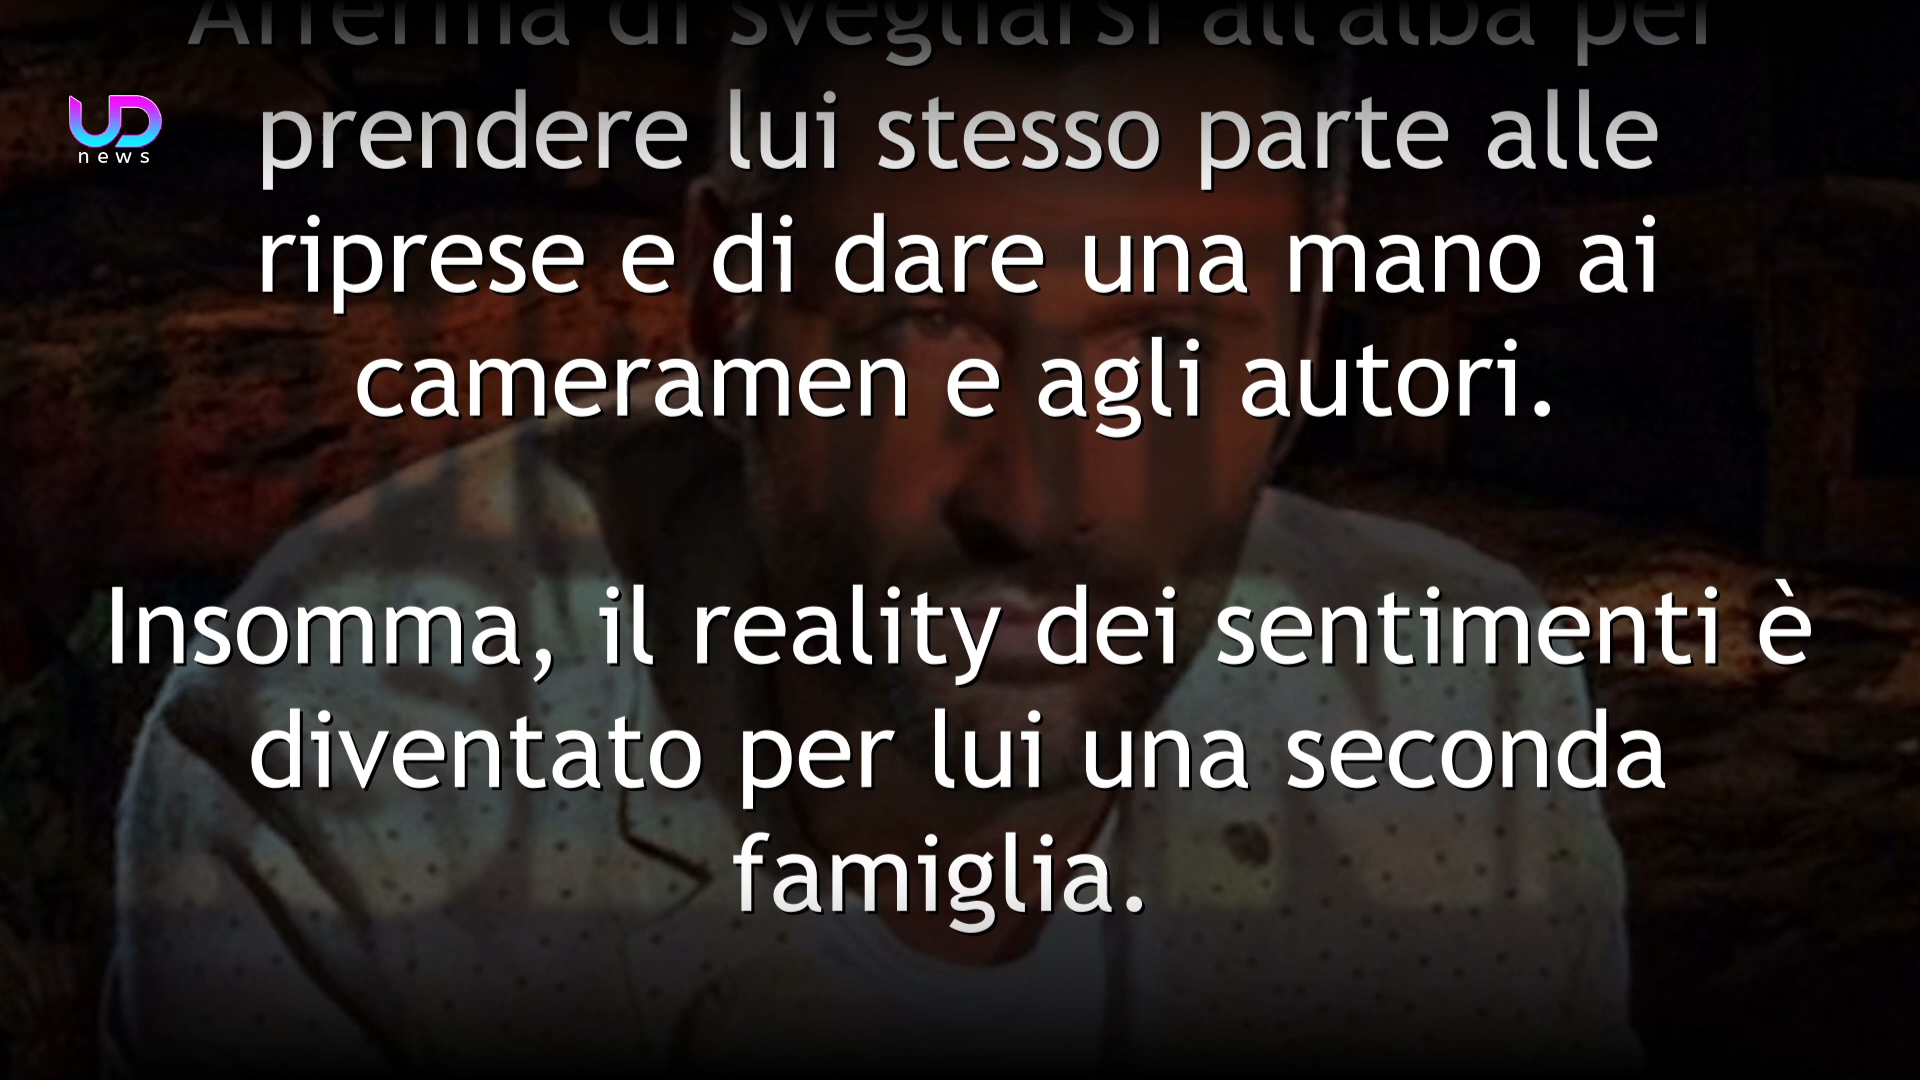 Afferma di svegliarsi all'alba per
UD
news
prendere lui stesso parte alle
riprese e di dare una mano ai
cameramen e agli autori.
Insomma, il reality dei sentimenti è
diventato per lui una seconda
famiglia.